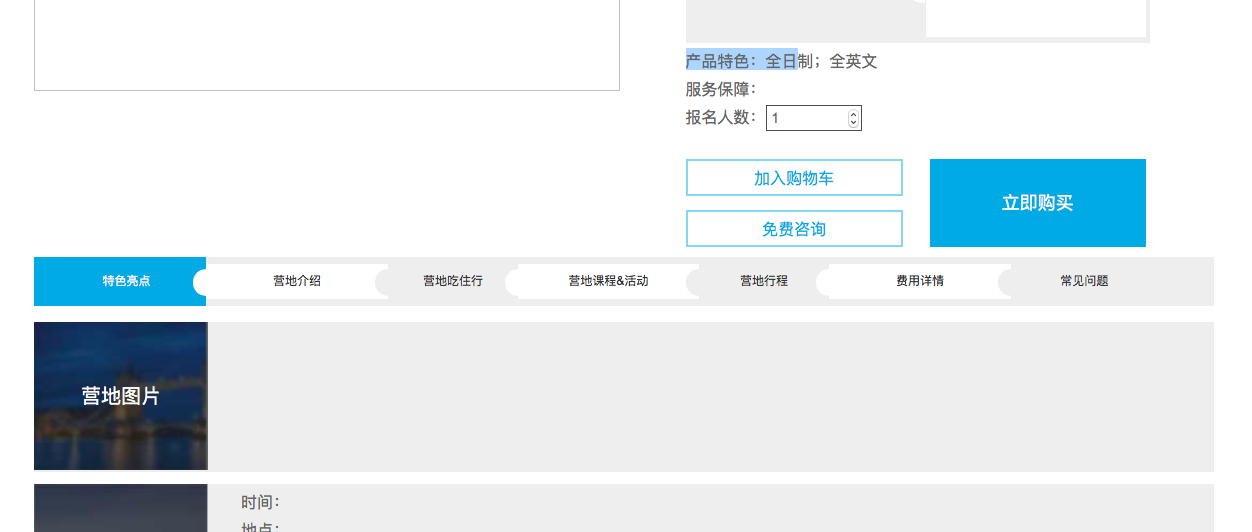 产品特色：全日制；全英文
服务保障：
报名人数： 1
加入购物车
立即购买
免费咨询
特色亮点 营地介绍 营地吃住行 营地课程&活动 营地行程 费用详情 常见问题
营地图片
时间：
地点：